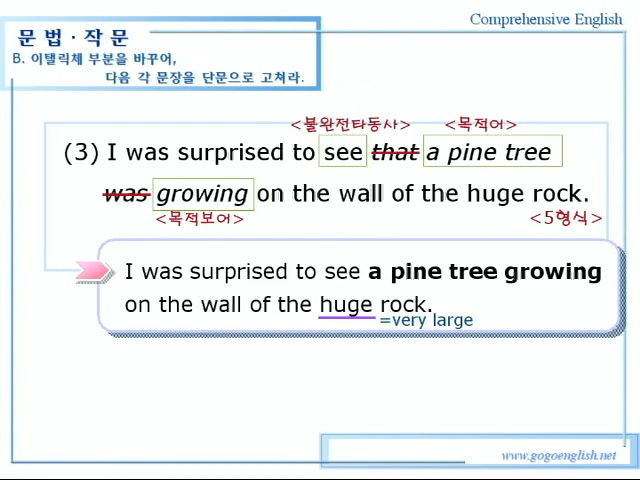 Comprehensive English
문 법 · 작 문
B. 이탤릭체 부분을 바꾸어,
다음 각 문장을 단문으로 고쳐라.
<불완전타동사> <목적어>
(3) I was surprised to see that a pine tree
was growing on the wall of the huge rock.
<목적보어> <5형식>
I was surprised to see a pine tree growing
on the wall of the huge rock.
=very large
www.gogoenglish.net